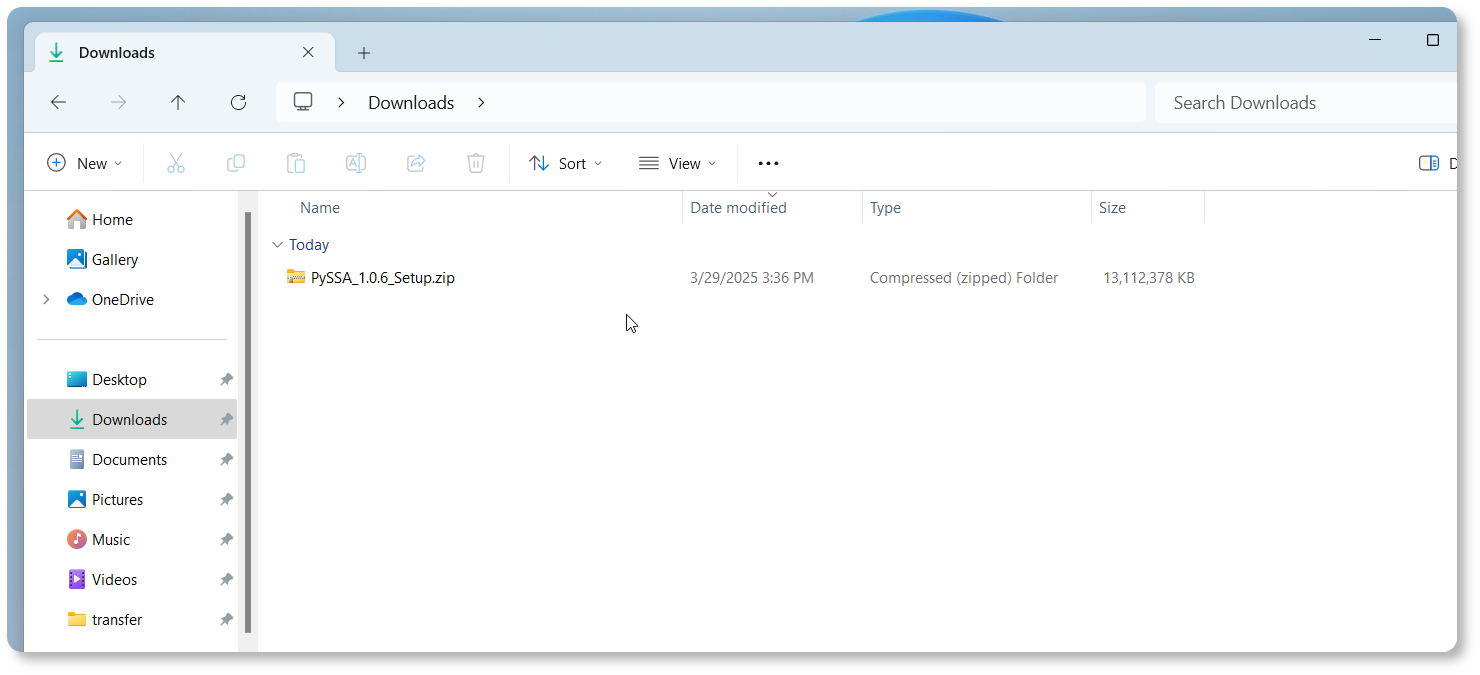 Downloads
Downloads
Search Downloads
New
Sort
View
Name Date modified Type Size
Home
Today
Gallery
PySSA_1.0.6_Setup.zip 3/29/2025 3:36 PM Compressed (zipped) Folder 13,112,378 KB
OneDrive
Desktop
Downloads
Documents
Pictures
Music
Videos
transfer